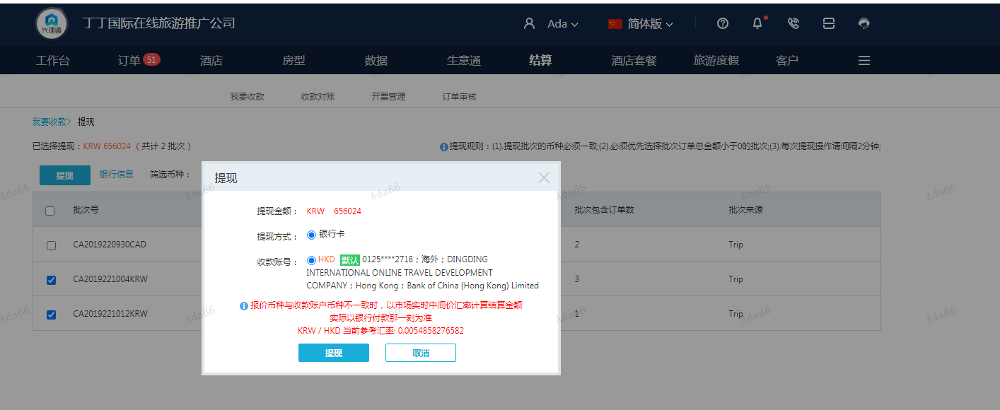 代理通
丁丁国际在线旅游推广公司
Ada
简体版
工作台
订单 51
酒店
房型
数据
生意通
结算
酒店套餐
旅游度假
客户
我要收款
收款对账
开票管理
订单审核
我要收款> 提现
已选择提现：KRW 656024 （共计 2 批次）
提现规则：(1).提现批次的币种必须一致;(2).必须优先选择批次订单总金额小于0的批次;(3).每次提现操作请间隔2分钟;
提现
银行信息
筛选币种：
批次号
批次包含订单数
批次来源
CA2019220930CAD
2
Trip
CA2019221004KRW
3
Trip
CA2019221012KRW
1
Trip
提现
提现金额： KRW 656024
提现方式： 银行卡
收款账号： HKD 默认 0125****2718；海外；DINGDING
INTERNATIONAL ONLINE TRAVEL DEVELOPMENT
COMPANY；Hong Kong；Bank of China (Hong Kong) Limited
报价币种与收款账户币种不一致时，以市场实时中间价汇率计算结算金额
实际以银行付款那一刻为准
KRW / HKD 当前参考汇率: 0.0054858276582
提现
取消
Ada66
Ada66
Ada66
Ada66
Ada66
Ada66
Ada66
Ada66
Ada66
Ada66
Ada66